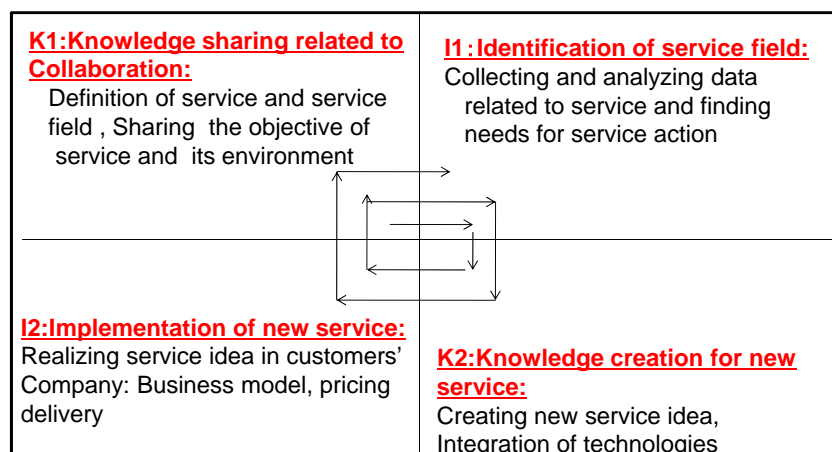 K1:Knowledge sharing related to
Collaboration:
Definition of service and service
field , Sharing the objective of
service and its environment
I1：Identification of service field:
Collecting and analyzing data
related to service and finding
needs for service action
I2:Implementation of new service:
Realizing service idea in customers’
Company: Business model, pricing
delivery
K2:Knowledge creation for new
service:
Creating new service idea,
Integration of technologies